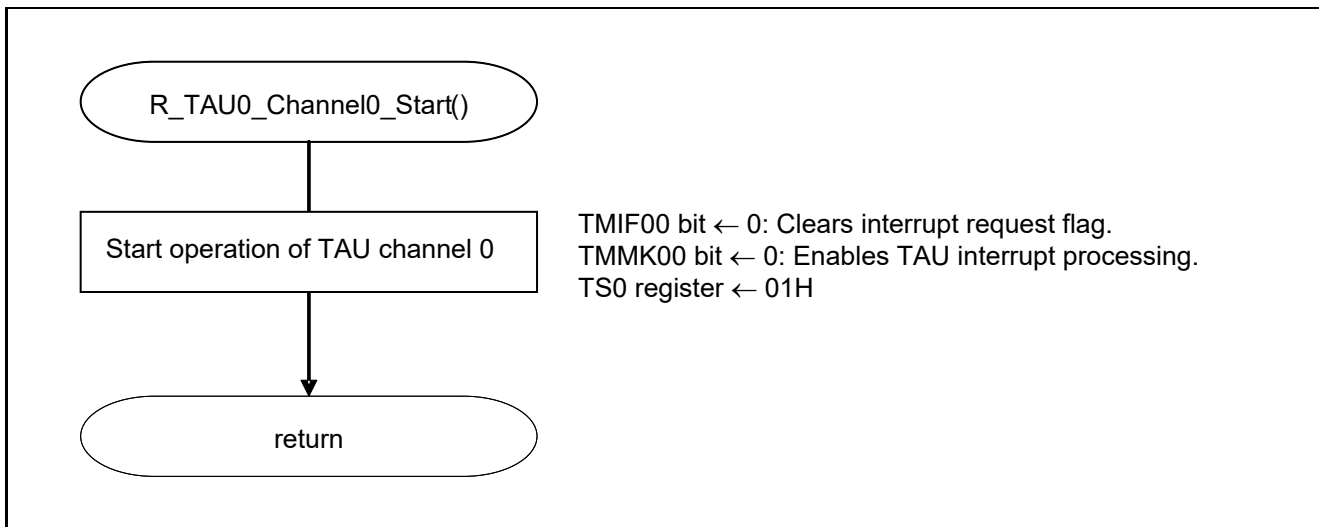 R_TAU0_Channel0_Start()
Start operation of TAU channel 0
TMIF00 bit ← 0: Clears interrupt request flag.
TMMK00 bit ← 0: Enables TAU interrupt processing.
TS0 register ← 01H
return